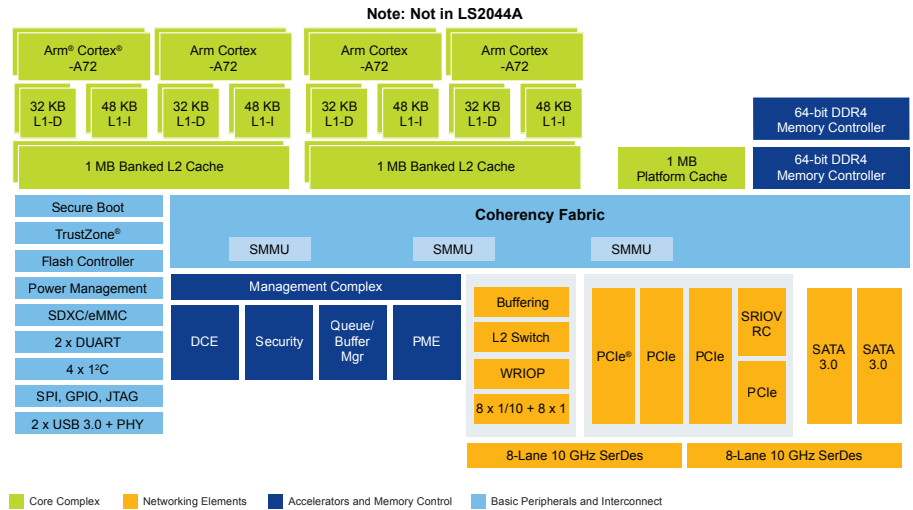 Note: Not in LS2044A
Arm® Cortex®
-A72
Arm Cortex
-A72
Arm Cortex
-A72
Arm Cortex
-A72
32 KB
L1-D
48 KB
L1-I
32 KB
L1-D
48 KB
L1-I
32 KB
L1-D
48 KB
L1-I
32 KB
L1-D
48 KB
L1-I
1 MB Banked L2 Cache
1 MB Banked L2 Cache
1 MB
Platform Cache
64-bit DDR4
Memory Controller
64-bit DDR4
Memory Controller
Secure Boot
TrustZone®
Flash Controller
Power Management
SDXC/eMMC
2 x DUART
4 x 1²C
SPI, GPIO, JTAG
2 x USB 3.0 + PHY
Coherency Fabric
SMMU
SMMU
SMMU
Management Complex
DCE
Security
Queue/
Buffer
Mgr
PME
Buffering
L2 Switch
WRIOP
8 x 1/10 + 8 x 1
PCIe®
PCIe
PCIe
SRIOV
RC
PCIe
SATA
3.0
SATA
3.0
8-Lane 10 GHz SerDes
8-Lane 10 GHz SerDes
Core Complex
Networking Elements
Accelerators and Memory Control
Basic Peripherals and Interconnect